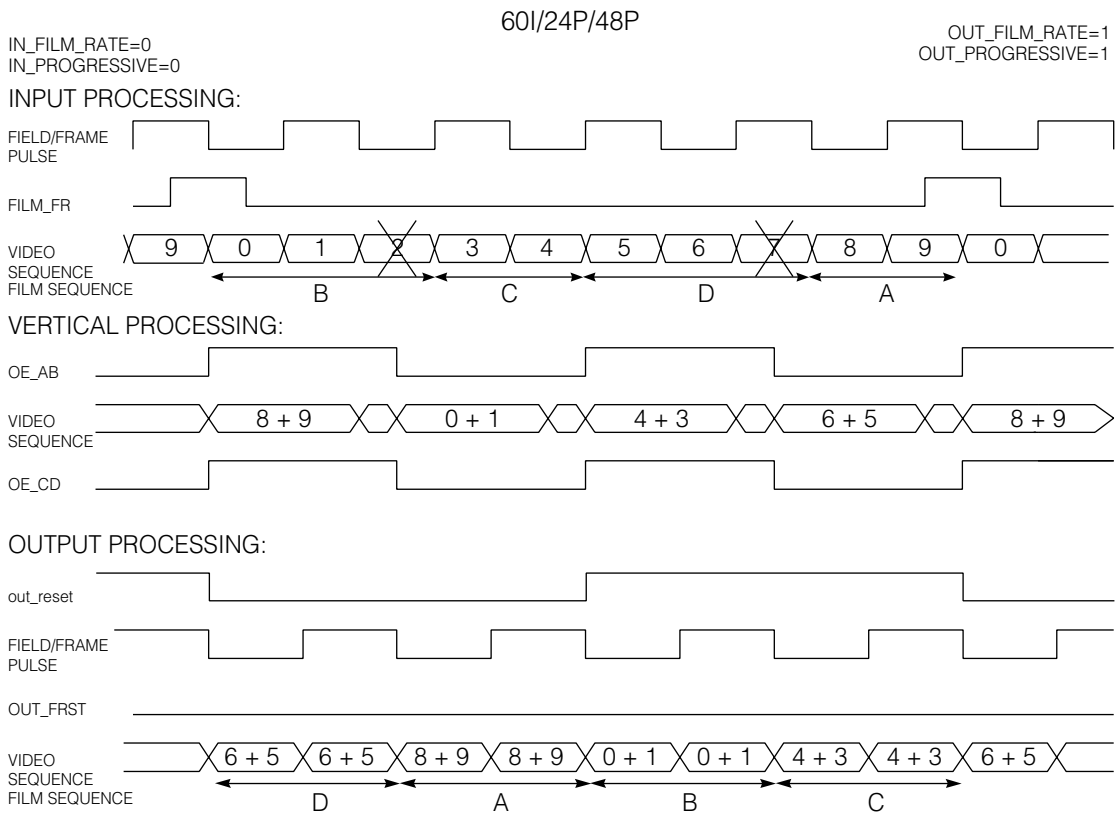 60I/24P/48P
IN_FILM_RATE=0
IN_PROGRESSIVE=0
OUT_FILM_RATE=1
OUT_PROGRESSIVE=1
INPUT PROCESSING:
FIELD/FRAME
PULSE
FILM_FR
VIDEO
SEQUENCE
9 0 1 2 3 4 5 6 7 8 9 0
FILM SEQUENCE
B C D A
VERTICAL PROCESSING:
OE_AB
VIDEO
SEQUENCE
8 + 9 0 + 1 4 + 3 6 + 5 8 + 9
OE_CD
OUTPUT PROCESSING:
out_reset
FIELD/FRAME
PULSE
OUT_FRST
VIDEO
SEQUENCE
6 + 5 6 + 5 8 + 9 8 + 9 0 + 1 0 + 1 4 + 3 4 + 3 6 + 5
FILM SEQUENCE
D A B C